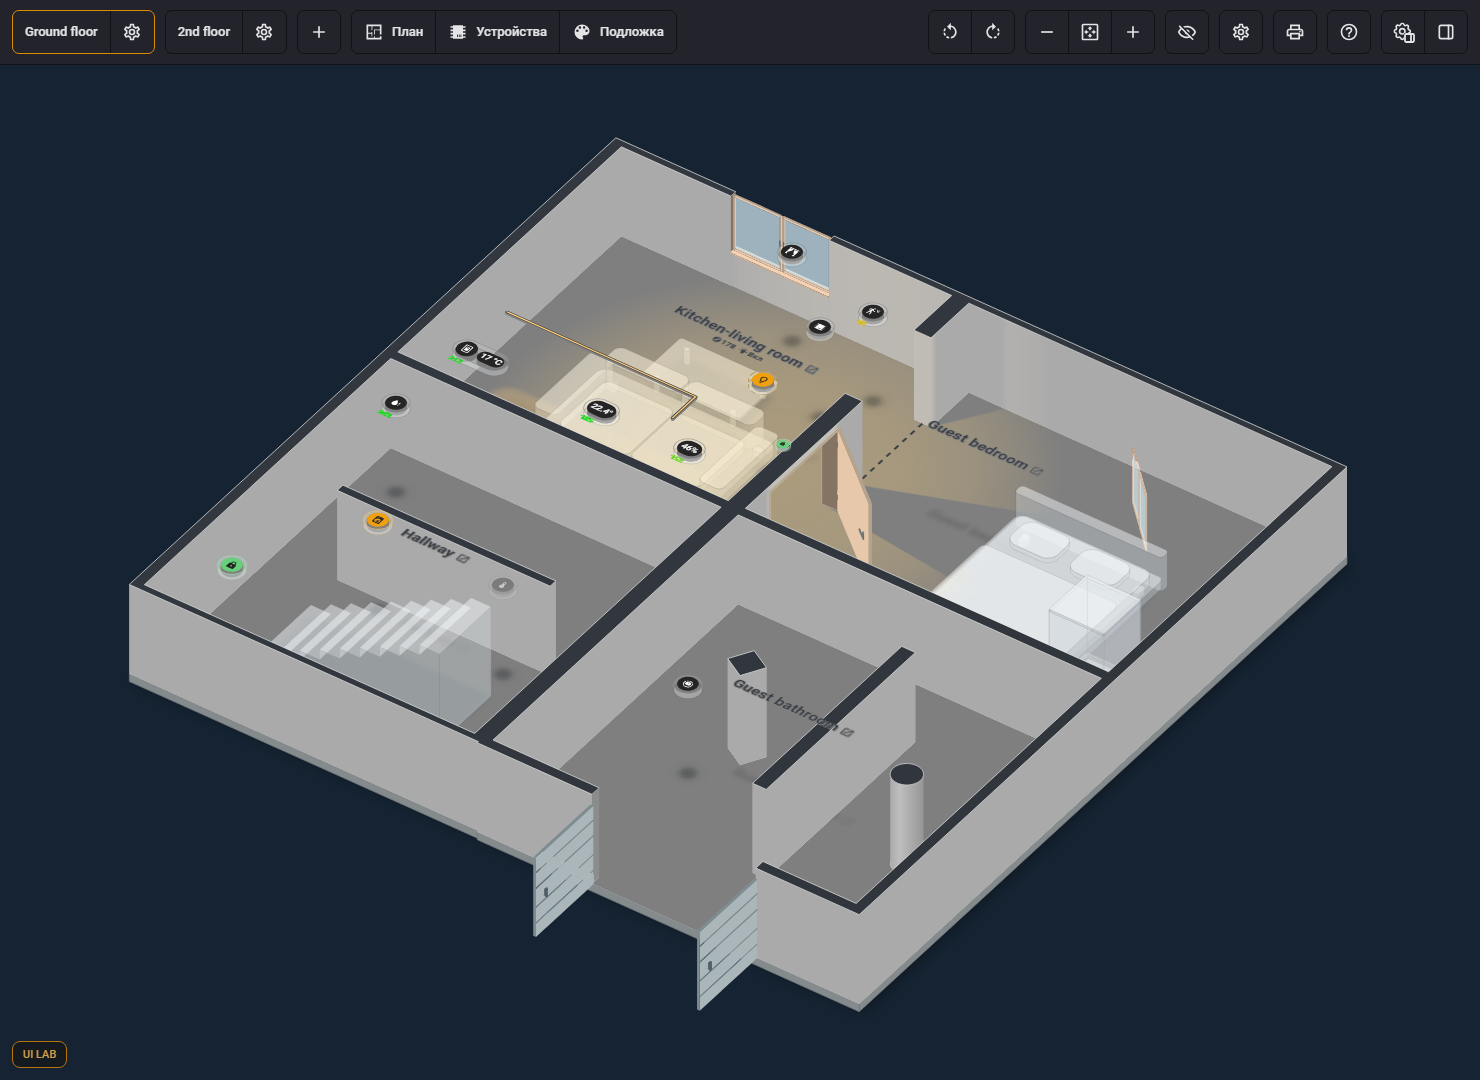 Ground floor
2nd floor
План
Устройства
Подложка
Kitchen-living room
17 °C
22.4°
46%
Guest bedroom
Hallway
Guest bathroom
UI LAB